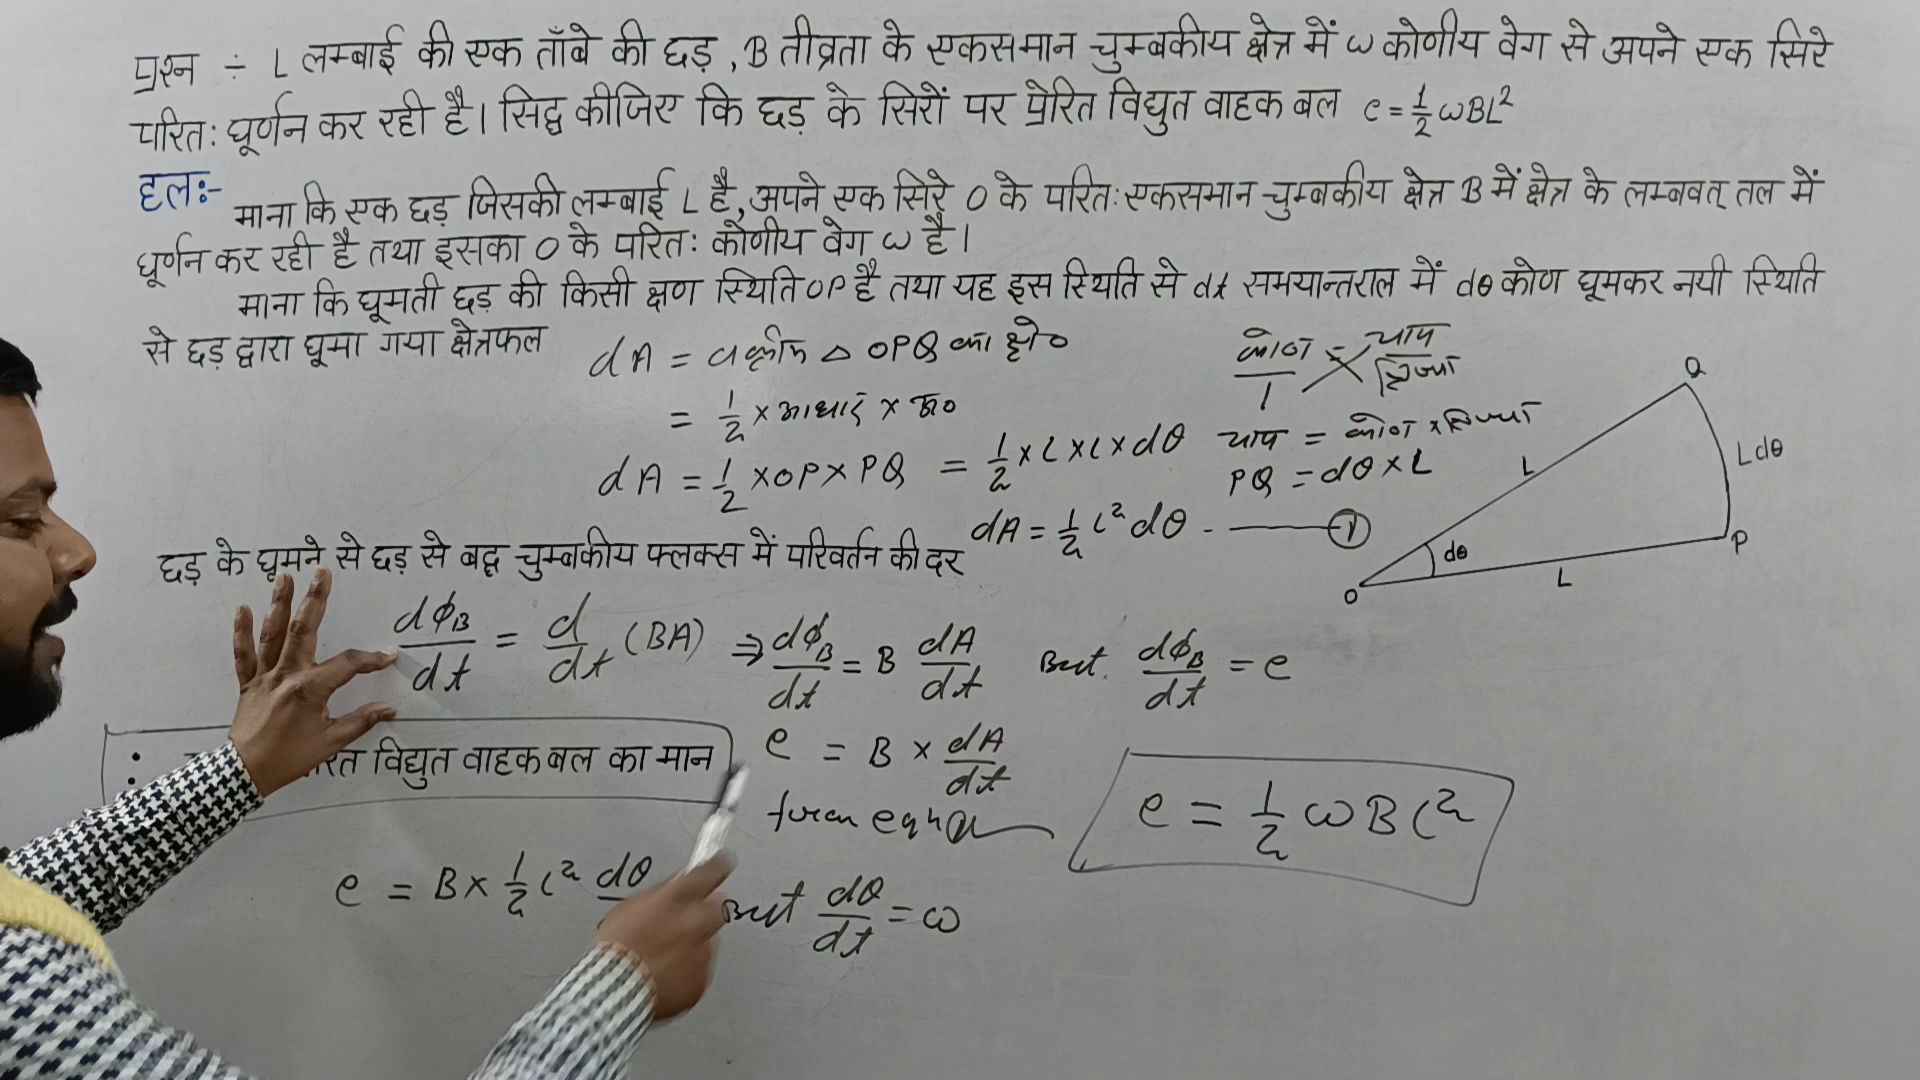 प्रश्न ÷ L लम्बाई की एक ताँबे की छड़, B तीव्रता के एकसमान चुम्बकीय क्षेत्र में ω कोणीय वेग से अपने एक सिरे
परितः घूर्णन कर रही है। सिद्ध कीजिए कि छड़ के सिरों पर प्रेरित विद्युत वाहक बल e = 1/2 ωBL²
हलः-
माना कि एक छड़ जिसकी लम्बाई L है, अपने एक सिरे O के परितः एकसमान चुम्बकीय क्षेत्र B में क्षेत्र के लम्बवत् तल में
घूर्णन कर रही है तथा इसका O के परितः कोणीय वेग ω है।
माना कि घूमती छड़ की किसी क्षण स्थिति OP है तथा यह इस स्थिति से dt समयान्तराल में dθ कोण घूमकर नयी स्थिति
से छड़ द्वारा घूमा गया क्षेत्रफल
dA = △ OPQ का क्षे०
= 1/2 × आधार ×
dA = 1/2 × OP × PQ = 1/2 × L × L × dθ
dA = 1/2 L² dθ - ①
कोण/1 = चाप/त्रिज्या
चाप = कोण × त्रिज्या
PQ = dθ × L
Q
L
Ldθ
dθ
P
O
L
छड़ के घूमने से छड़ से बद्ध चुम्बकीय फ्लक्स में परिवर्तन की दर
dϕB/dt = d/dt (BA) ⇒ dϕB/dt = B dA/dt But dϕB/dt = e
विद्युत वाहक बल का मान
e = B × dA/dt
e = B × 1/2 L² dθ
But dθ/dt = ω
e = 1/2 ω B L²